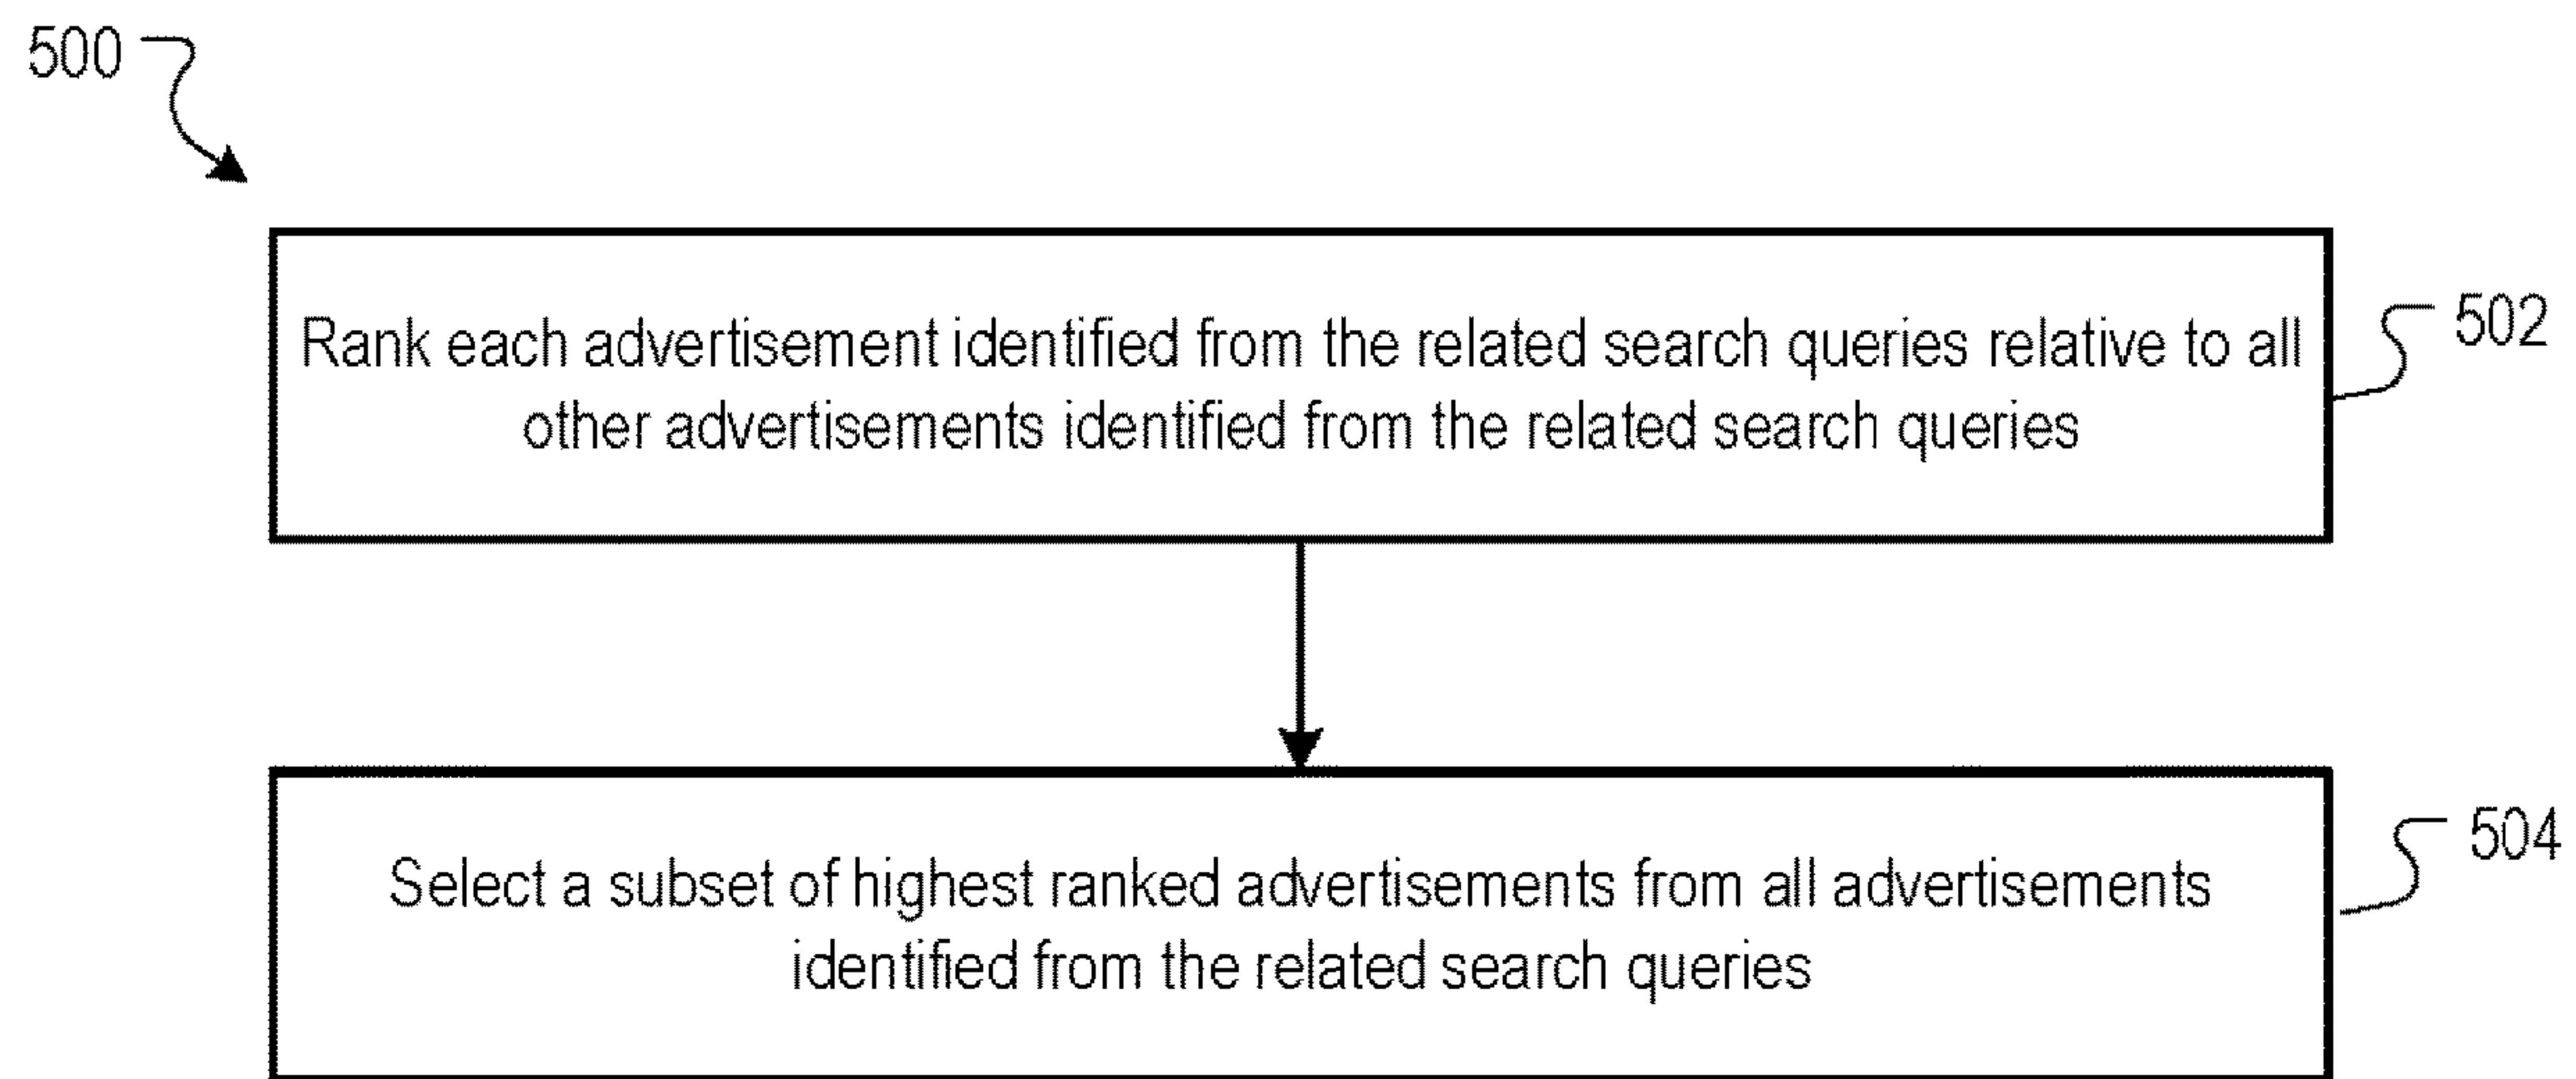 500
Rank each advertisement identified from the related search queries relative to all
other advertisements identified from the related search queries
502
Select a subset of highest ranked advertisements from all advertisements
identified from the related search queries
504